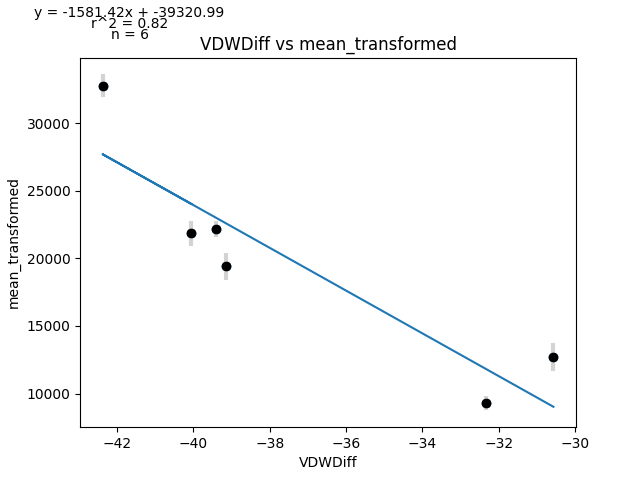 y = -1581.42x + -39320.99
r^2 = 0.82
n = 6
VDWDiff vs mean_transformed
mean_transformed
30000
25000
20000
15000
10000
−42
−40
−38
−36
−34
−32
−30
VDWDiff